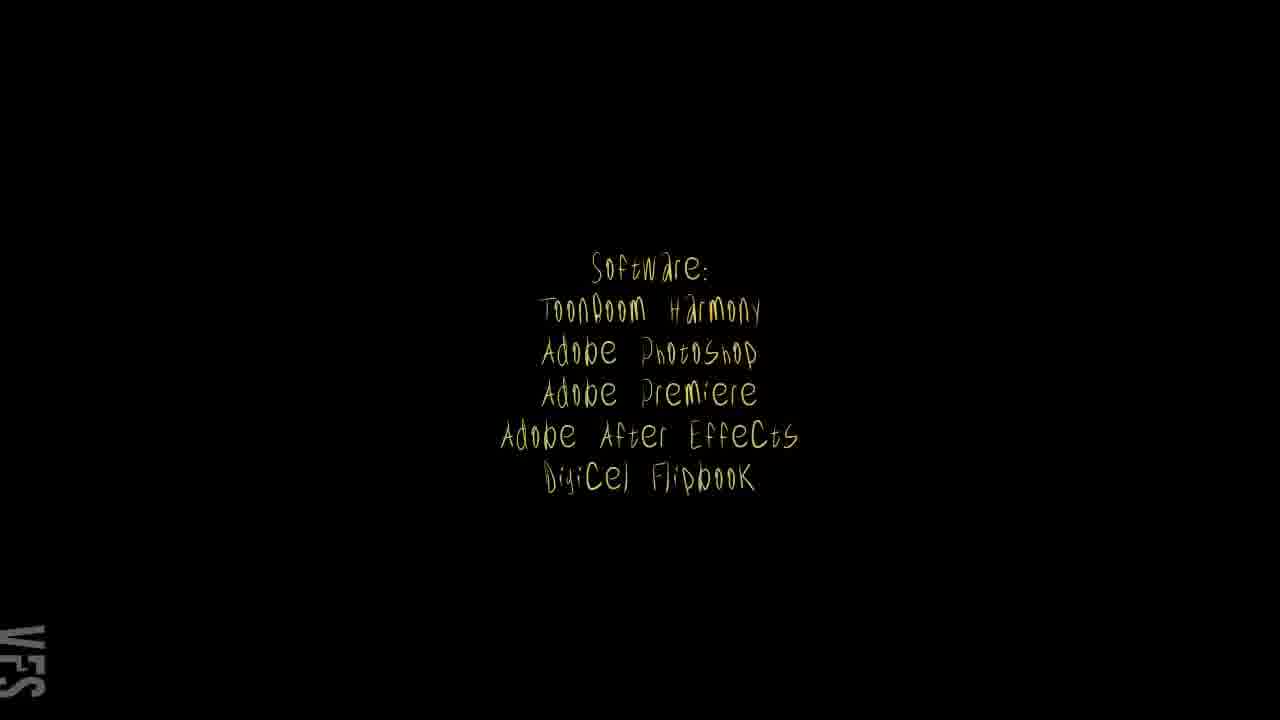 Software:
ToonBoom Harmony
Adobe Photoshop
Adobe Premiere
Adobe After Effects
DigiCel Flipbook
VFS